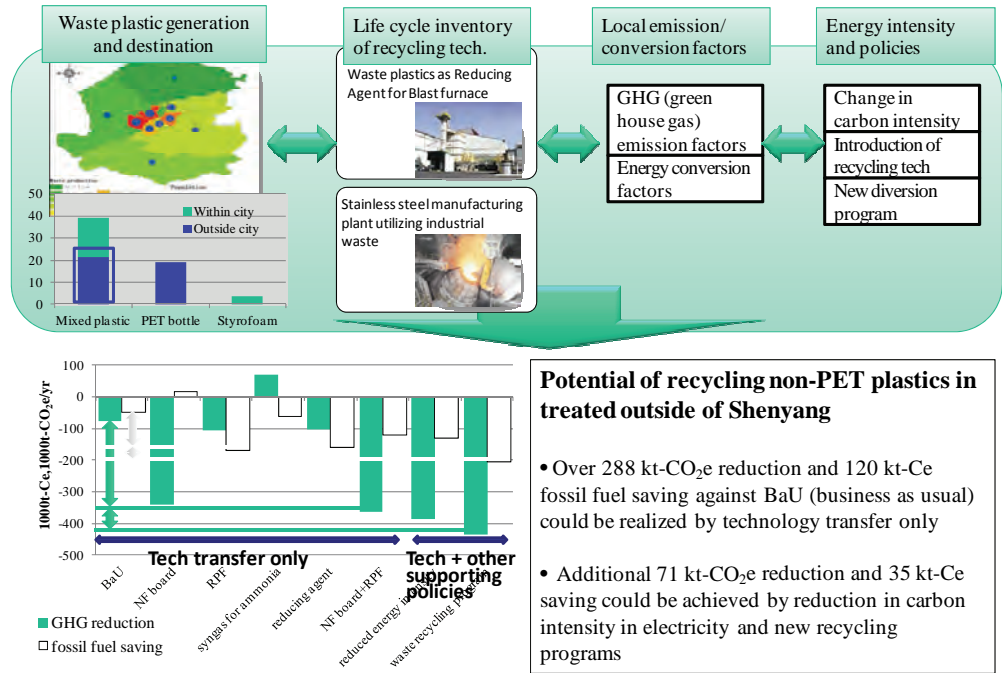 Waste plastic generation
and destination
Life cycle inventory
of recycling tech.
Local emission/
conversion factors
Energy intensity
and policies
Waste plastics as Reducing
Agent for Blast furnace
Stainless steel manufacturing
plant utilizing industrial
waste
GHG (green
house gas)
emission factors
Energy conversion
factors
Change in
carbon intensity
Introduction of
recycling tech
New diversion
program
50
40
30
20
10
0
Within city
Outside city
Mixed plastic
PET bottle
Styrofoam
1000t-Ce,1000t-CO₂e/yr
100
0
-100
-200
-300
-400
-500
Tech transfer only
Tech + other
supporting
policies
BaU
NF board
RPF
syngas for ammonia
reducing agent
NF board+RPF
reduced energy
waste recycling program
GHG reduction
fossil fuel saving
Potential of recycling non-PET plastics in
treated outside of Shenyang
• Over 288 kt-CO₂e reduction and 120 kt-Ce
fossil fuel saving against BaU (business as usual)
could be realized by technology transfer only
• Additional 71 kt-CO₂e reduction and 35 kt-Ce
saving could be achieved by reduction in carbon
intensity in electricity and new recycling
programs